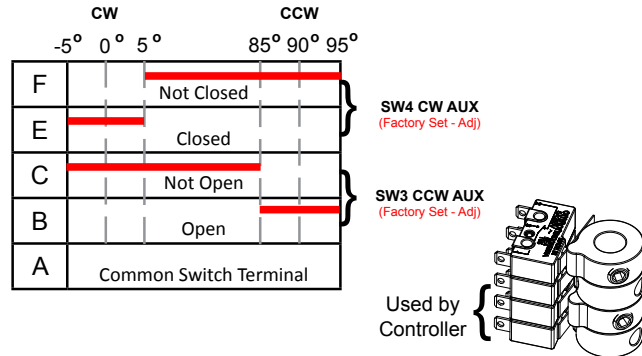 CW CCW
-5° 0° 5° 85° 90° 95°
F Not Closed
E Closed
C Not Open
B Open
A Common Switch Terminal
SW4 CW AUX
(Factory Set - Adj)
SW3 CCW AUX
(Factory Set - Adj)
Used by
Controller